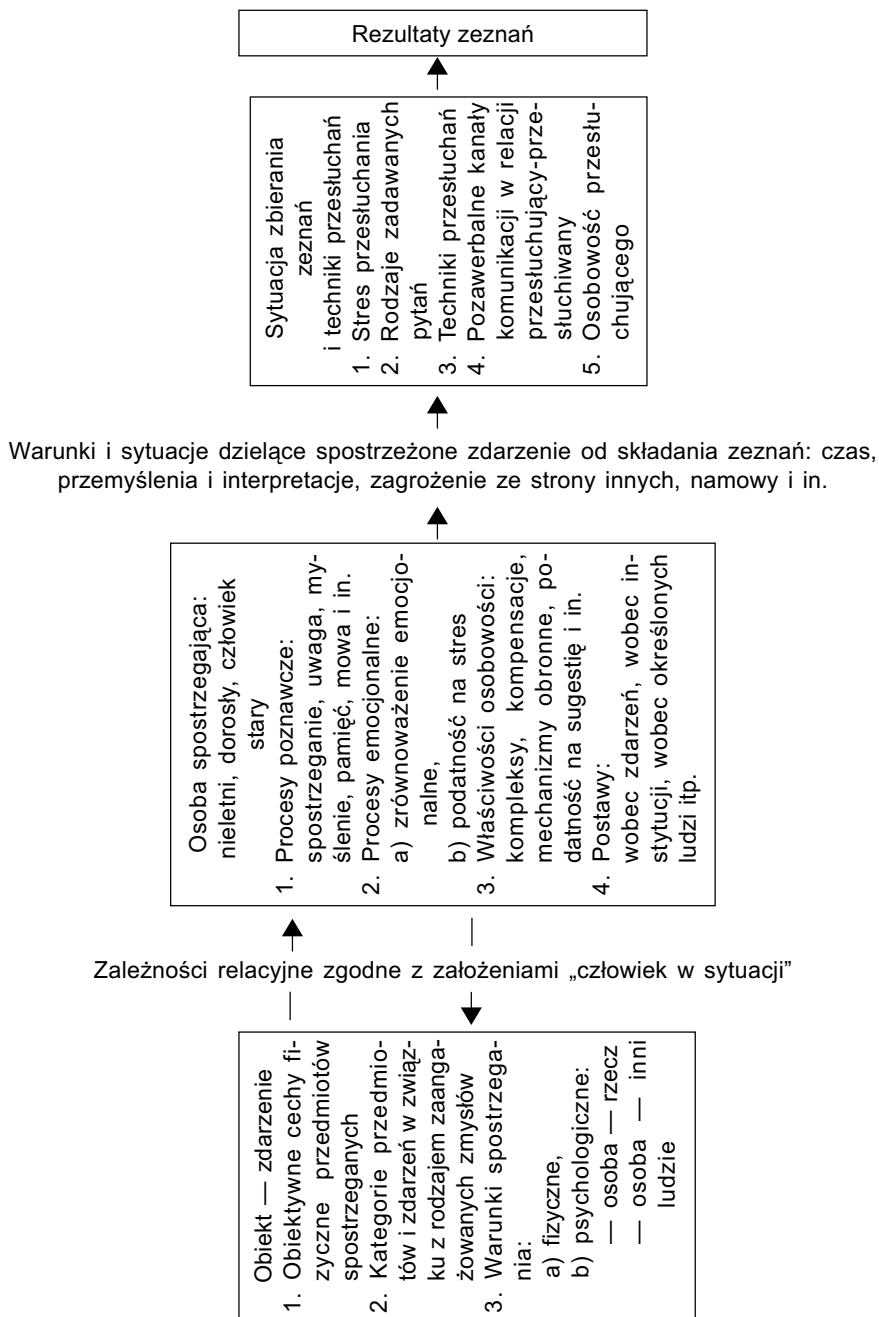 Rezultaty zeznań
Sytuacja zbierania
zeznań
i techniki przesłuchań
1. Stres przesłuchania
2. Rodzaje zadawanych
pytań
3. Techniki przesłuchań
4. Pozawerbalne kanały
komunikacji w relacji
przesłuchujący-prze-
słuchiwany
5. Osobowość przesłu-
chującego
Warunki i sytuacje dzielące spostrzeżone zdarzenie od składania zeznań: czas,
przemyślenia i interpretacje, zagrożenie ze strony innych, namowy i in.
Osoba spostrzegająca:
nieletni, dorosły, człowiek
stary
1. Procesy poznawcze:
spostrzeganie, uwaga, my-
ślenie, pamięć, mowa i in.
2. Procesy emocjonalne:
a) zrównoważenie emocjo-
nalne,
b) podatność na stres
3. Właściwości osobowości:
kompleksy, kompensacje,
mechanizmy obronne, po-
datność na sugestię i in.
4. Postawy:
wobec zdarzeń, wobec in-
stytucji, wobec określonych
ludzi itp.
Zależności relacyjne zgodne z założeniami „człowiek w sytuacji”
Obiekt — zdarzenie
1. Obiektywne cechy fi-
zyczne przedmiotów
spostrzeganych
2. Kategorie przedmio-
tów i zdarzeń w związ-
ku z rodzajem zaanga-
żowanych zmysłów
3. Warunki spostrzega-
nia:
a) fizyczne,
b) psychologiczne:
— osoba — rzecz
— osoba — inni
ludzie